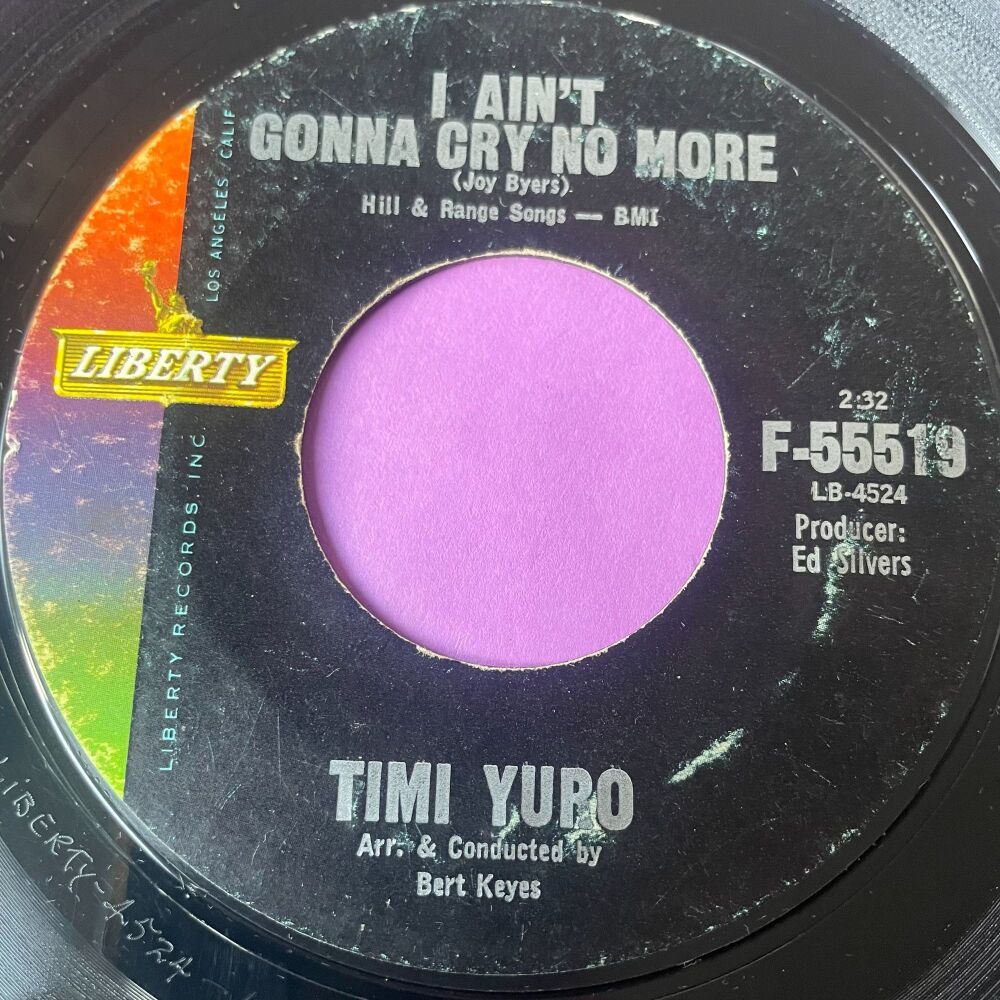 I AIN'T
GONNA CRY NO MORE
(Joy Byers)
Hill & Range Songs — BMI
LOS ANGELES CALIF
LIBERTY
LIBERTY RECORDS, INC.
2:32
F-55519
LB-4524
Producer:
Ed Silvers
TIMI YURO
Arr. & Conducted by
Bert Keyes
LIBERTY-4524